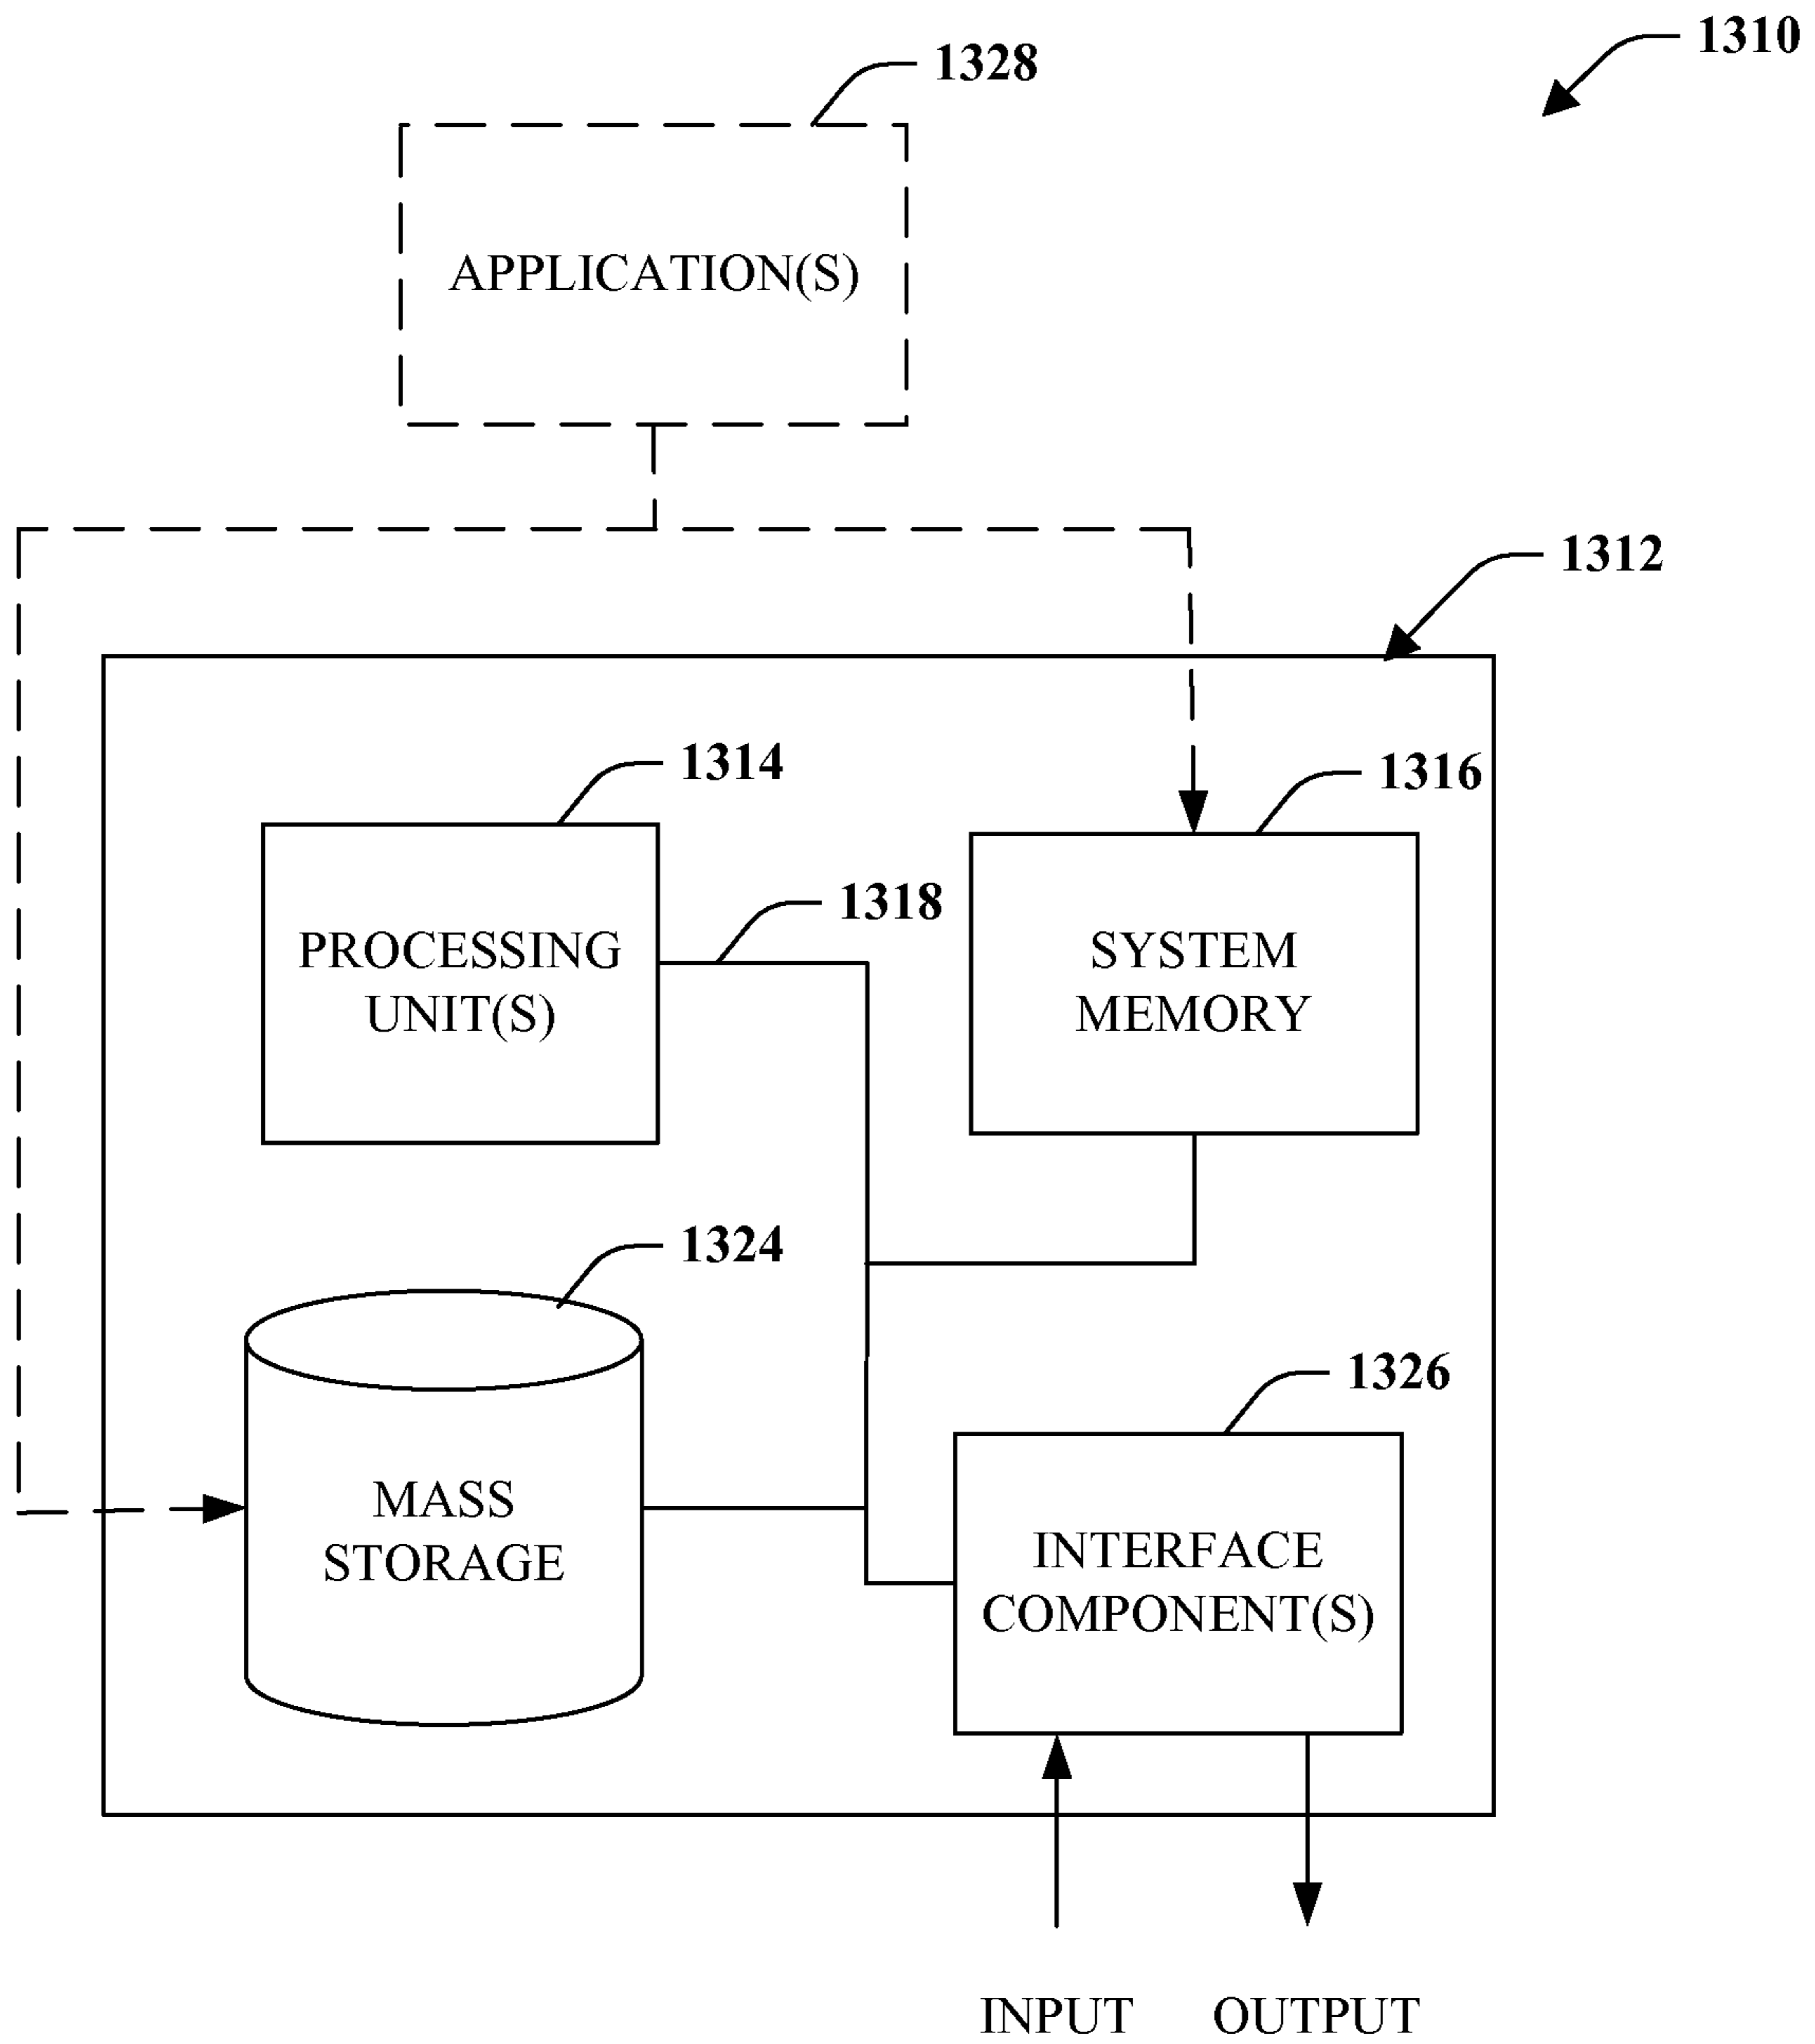 1310
1328
APPLICATION(S)
1312
1314
1316
1318
PROCESSING
UNIT(S)
SYSTEM
MEMORY
1324
1326
MASS
STORAGE
INTERFACE
COMPONENT(S)
INPUT
OUTPUT